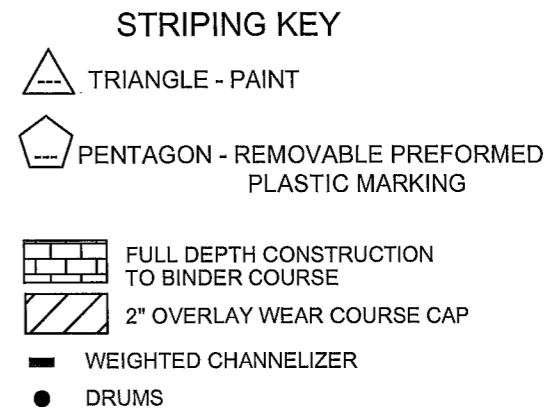 STRIPING KEY
--- TRIANGLE - PAINT
--- PENTAGON - REMOVABLE PREFORMED
PLASTIC MARKING
FULL DEPTH CONSTRUCTION
TO BINDER COURSE
2" OVERLAY WEAR COURSE CAP
WEIGHTED CHANNELIZER
DRUMS